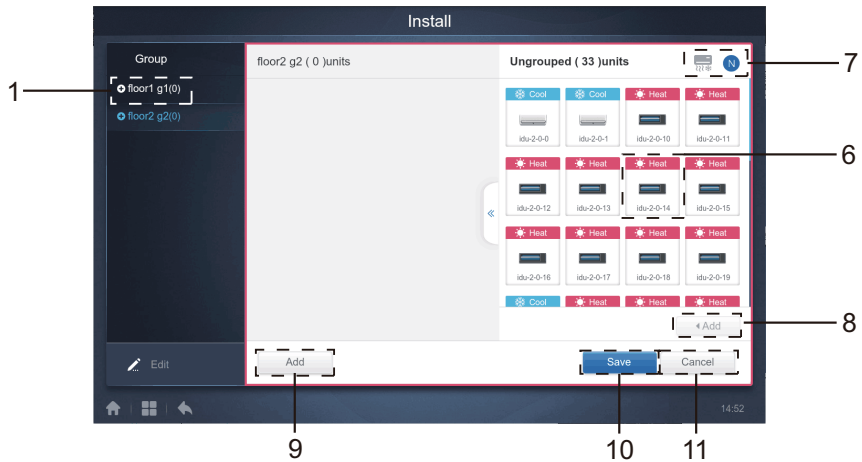 Install
Group
floor1 g1(0)
floor2 g2(0)
Edit
floor2 g2 ( 0 )units
Ungrouped ( 33 )units
N
Cool Cool Heat Heat
idu-2-0-0 idu-2-0-1 idu-2-0-10 idu-2-0-11
Heat Heat Heat Heat
idu-2-0-12 idu-2-0-13 idu-2-0-14 idu-2-0-15
Heat Heat Heat Heat
idu-2-0-16 idu-2-0-17 idu-2-0-18 idu-2-0-19
Cool Heat Heat Heat
Add
Add
Save
Cancel
14:52
1
7
6
8
9
10
11